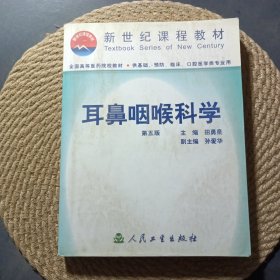 新世纪课程教材
Textbook Series of New Century
全国高等医药院校教材 · 供基础、预防、临床、口腔医学类专业用
耳鼻咽喉科学
第五版
主编 田勇泉
副主编 孙爱华
人民卫生出版社